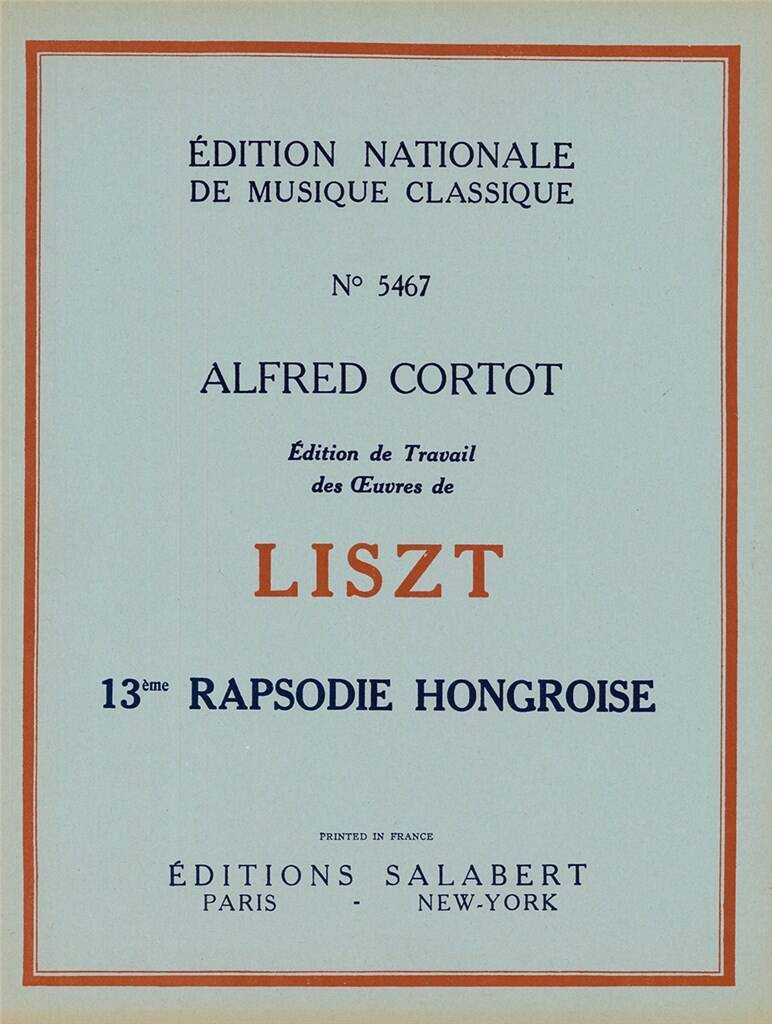 ÉDITION NATIONALE
DE MUSIQUE CLASSIQUE
Nº 5467
ALFRED CORTOT
Édition de Travail
des Œuvres de
LISZT
13ème RAPSODIE HONGROISE
PRINTED IN FRANCE
ÉDITIONS SALABERT
PARIS - NEW-YORK